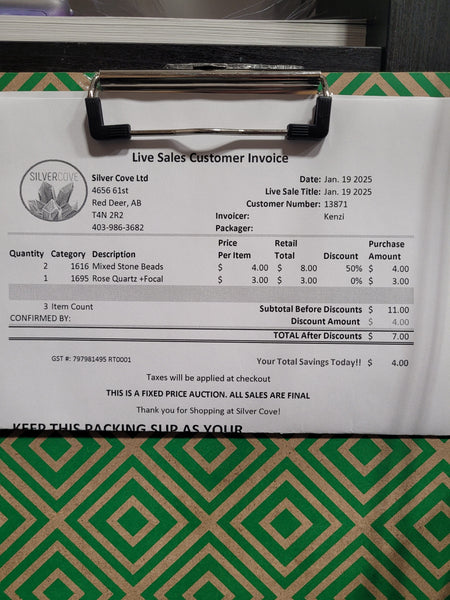 Live Sales Customer Invoice
SILVERCOVE
Silver Cove Ltd
4656 61st
Red Deer, AB
T4N 2R2
403-986-3682
Date: Jan. 19 2025
Live Sale Title: Jan. 19 2025
Customer Number: 13871
Invoicer: Kenzi
Packager:
Quantity Category Description Price Per Item Retail Total Discount Purchase Amount
2 1616 Mixed Stone Beads $ 4.00 $ 8.00 50% $ 4.00
1 1695 Rose Quartz +Focal $ 3.00 $ 3.00 0% $ 3.00
3 Item Count Subtotal Before Discounts $ 11.00
CONFIRMED BY: Discount Amount $ 4.00
TOTAL After Discounts $ 7.00
GST #: 797981495 RT0001 Your Total Savings Today!! $ 4.00
Taxes will be applied at checkout
THIS IS A FIXED PRICE AUCTION. ALL SALES ARE FINAL
Thank you for Shopping at Silver Cove!
KEEP THIS PACKING SLIP AS YOUR